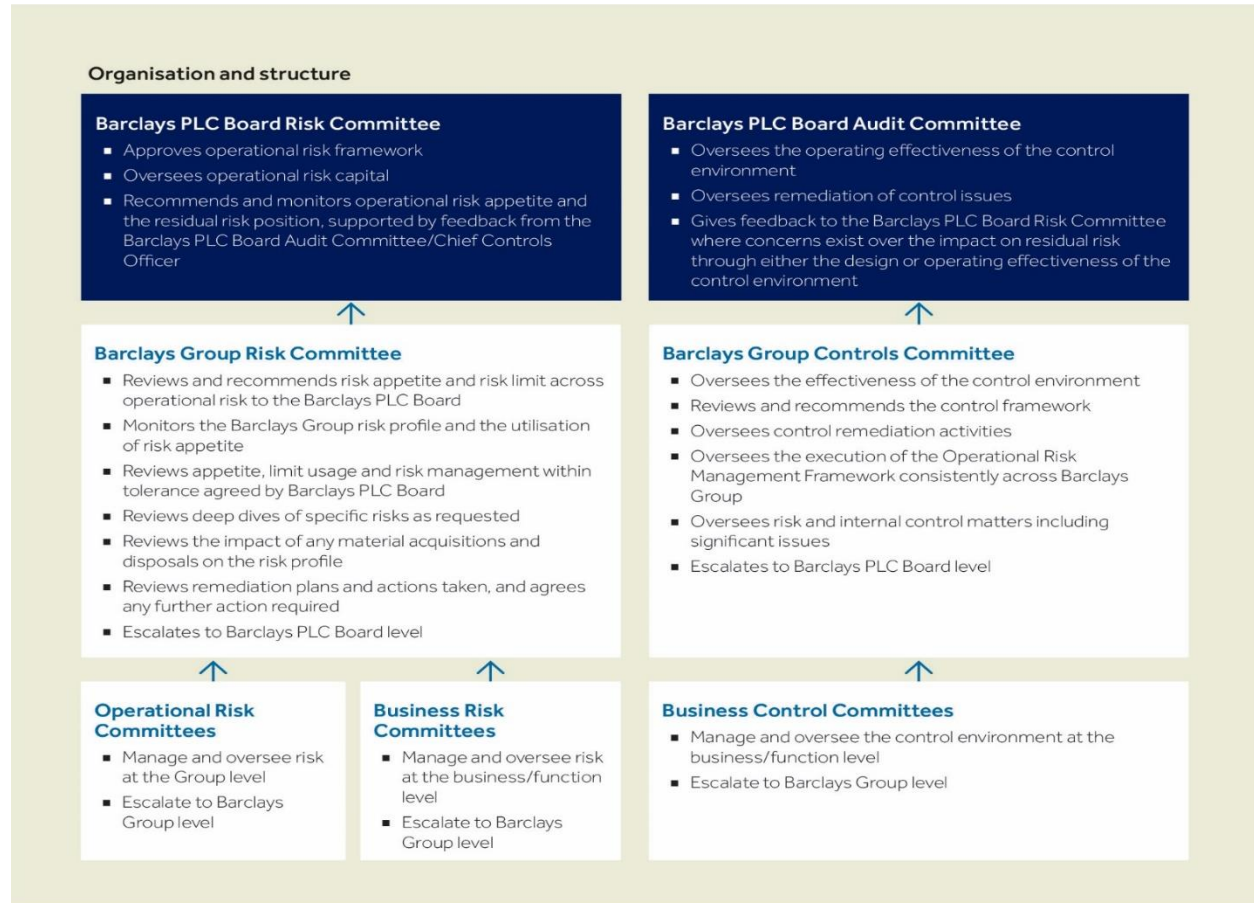 Organisation and structure
Barclays PLC Board Risk Committee
▪ Approves operational risk framework
▪ Oversees operational risk capital
▪ Recommends and monitors operational risk appetite and
the residual risk position, supported by feedback from the
Barclays PLC Board Audit Committee/Chief Controls
Officer
Barclays PLC Board Audit Committee
▪ Oversees the operating effectiveness of the control
environment
▪ Oversees remediation of control issues
▪ Gives feedback to the Barclays PLC Board Risk Committee
where concerns exist over the impact on residual risk
through either the design or operating effectiveness of the
control environment
Barclays Group Risk Committee
▪ Reviews and recommends risk appetite and risk limit across
operational risk to the Barclays PLC Board
▪ Monitors the Barclays Group risk profile and the utilisation
of risk appetite
▪ Reviews appetite, limit usage and risk management within
tolerance agreed by Barclays PLC Board
▪ Reviews deep dives of specific risks as requested
▪ Reviews the impact of any material acquisitions and
disposals on the risk profile
▪ Reviews remediation plans and actions taken, and agrees
any further action required
▪ Escalates to Barclays PLC Board level
Barclays Group Controls Committee
▪ Oversees the effectiveness of the control environment
▪ Reviews and recommends the control framework
▪ Oversees control remediation activities
▪ Oversees the execution of the Operational Risk
Management Framework consistently across Barclays
Group
▪ Oversees risk and internal control matters including
significant issues
▪ Escalates to Barclays PLC Board level
Operational Risk
Committees
▪ Manage and oversee risk
at the Group level
▪ Escalate to Barclays
Group level
Business Risk
Committees
▪ Manage and oversee risk
at the business/function
level
▪ Escalate to Barclays
Group level
Business Control Committees
▪ Manage and oversee the control environment at the
business/function level
▪ Escalate to Barclays Group level